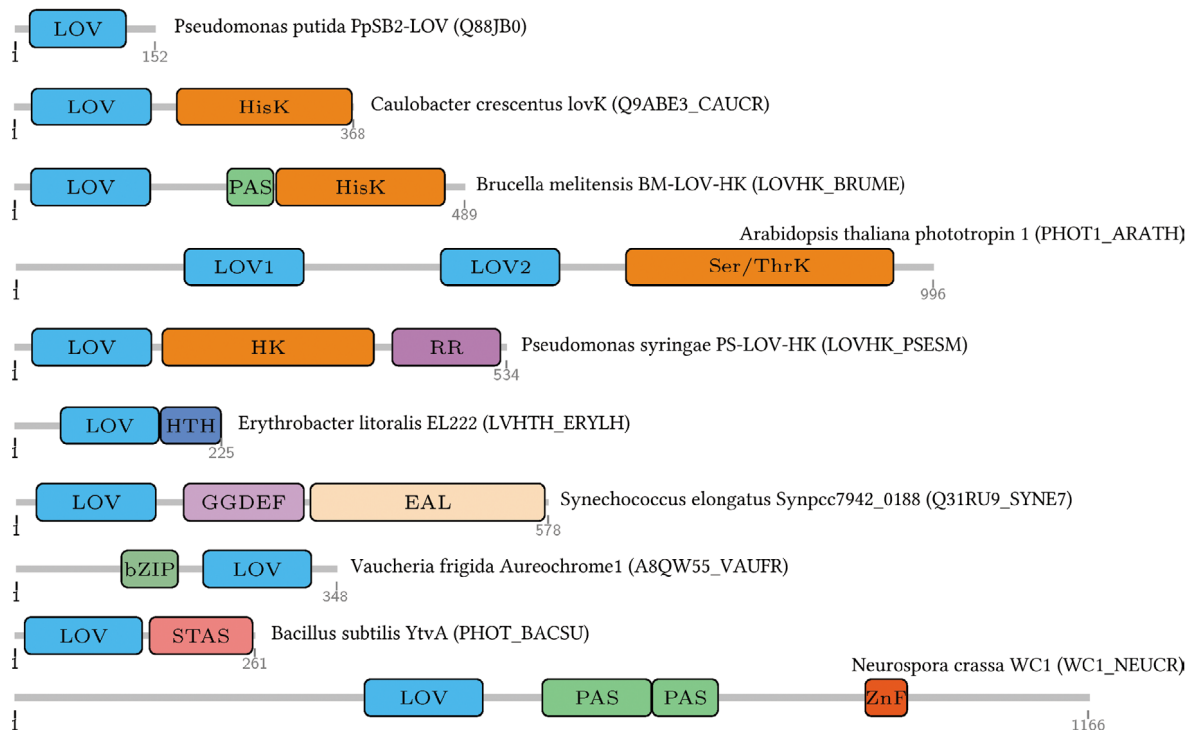 LOV Pseudomonas putida PpSB2-LOV (Q88JB0)
1 152
LOV HisK Caulobacter crescentus lovK (Q9ABE3_CAUCR)
1 368
LOV PAS HisK Brucella melitensis BM-LOV-HK (LOVHK_BRUME)
1 489
Arabidopsis thaliana phototropin 1 (PHOT1_ARATH)
LOV1 LOV2 Ser/ThrK
1 996
LOV HK RR Pseudomonas syringae PS-LOV-HK (LOVHK_PSESM)
1 534
LOV HTH Erythrobacter litoralis EL222 (LVHTH_ERYLH)
1 225
LOV GGDEF EAL Synechococcus elongatus Synpcc7942_0188 (Q31RU9_SYNE7)
1 578
bZIP LOV Vaucheria frigida Aureochrome1 (A8QW55_VAUFR)
1 348
LOV STAS Bacillus subtilis YtvA (PHOT_BACSU)
1 261
Neurospora crassa WC1 (WC1_NEUCR)
LOV PAS PAS ZnF
1 1166